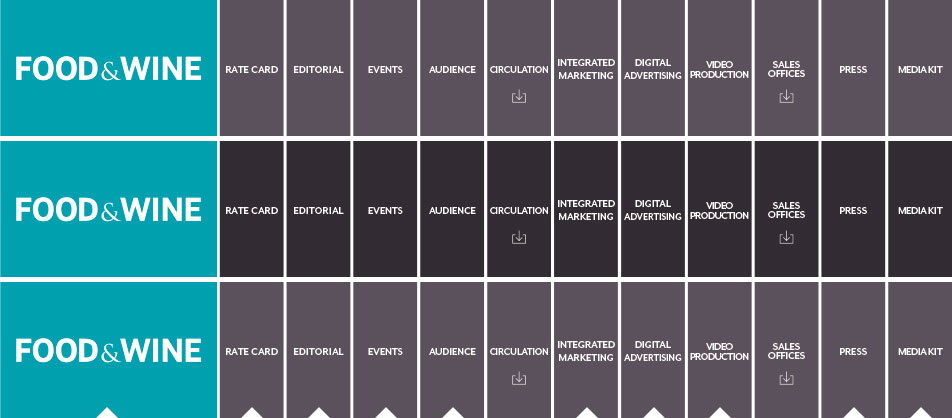 FOOD&WINE
RATE CARD
EDITORIAL
EVENTS
AUDIENCE
CIRCULATION
INTEGRATED
MARKETING
DIGITAL
ADVERTISING
VIDEO
PRODUCTION
SALES
OFFICES
PRESS
MEDIA KIT
FOOD&WINE
RATE CARD
EDITORIAL
EVENTS
AUDIENCE
CIRCULATION
INTEGRATED
MARKETING
DIGITAL
ADVERTISING
VIDEO
PRODUCTION
SALES
OFFICES
PRESS
MEDIA KIT
FOOD&WINE
RATE CARD
EDITORIAL
EVENTS
AUDIENCE
CIRCULATION
INTEGRATED
MARKETING
DIGITAL
ADVERTISING
VIDEO
PRODUCTION
SALES
OFFICES
PRESS
MEDIA KIT